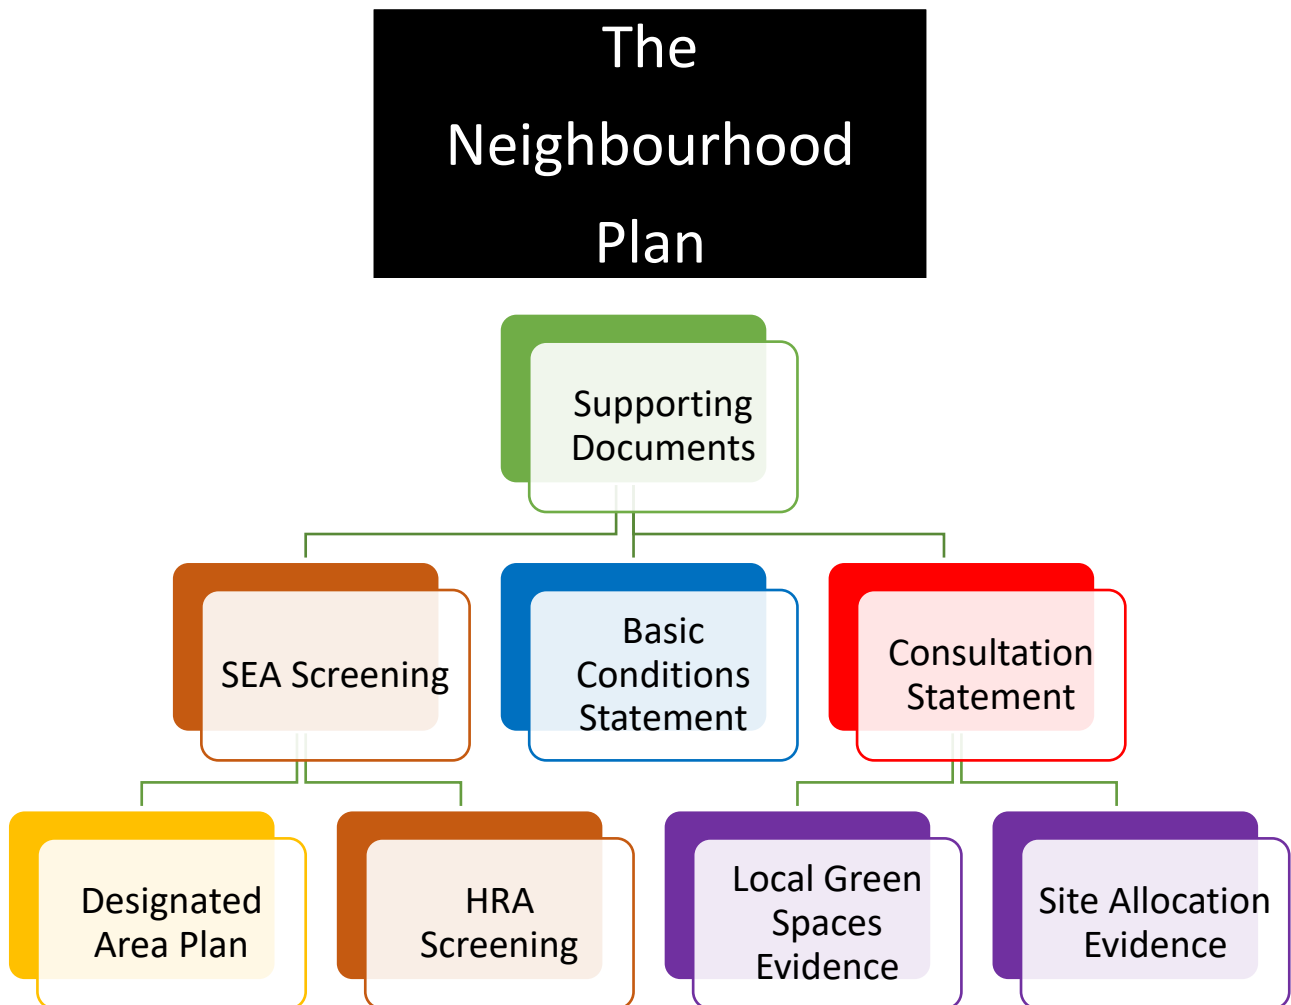 The
Neighbourhood
Plan
Supporting
Documents
SEA Screening
Basic
Conditions
Statement
Consultation
Statement
Designated
Area Plan
HRA
Screening
Local Green
Spaces
Evidence
Site Allocation
Evidence